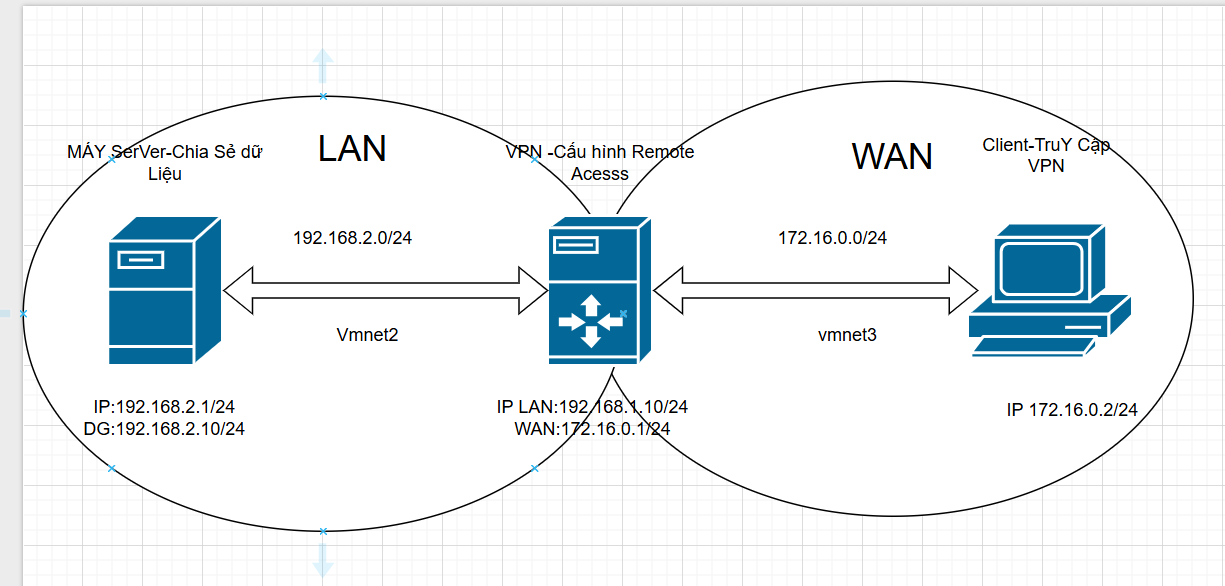 LAN
WAN
MÁY SerVer-Chia Sẻ dữ
Liệu
VPN -Cấu hình Remote
Acesss
Client-TruY Cập
VPN
192.168.2.0/24
172.16.0.0/24
Vmnet2
vmnet3
IP:192.168.2.1/24
DG:192.168.2.10/24
IP LAN:192.168.1.10/24
WAN:172.16.0.1/24
IP 172.16.0.2/24